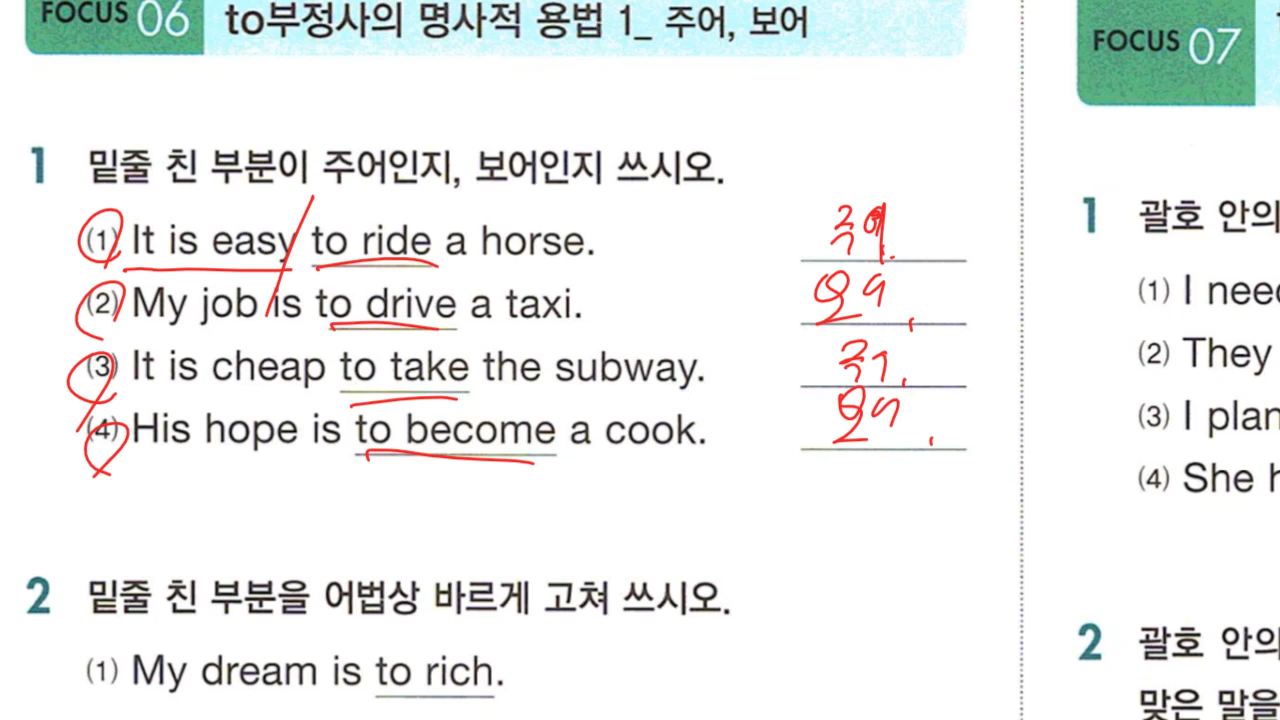 FOCUS 06 to부정사의 명사적 용법 1_ 주어, 보어
1 밑줄 친 부분이 주어인지, 보어인지 쓰시오.
(1) It is easy to ride a horse. 주어
(2) My job is to drive a taxi. 보어
(3) It is cheap to take the subway. 주어
(4) His hope is to become a cook. 보어
2 밑줄 친 부분을 어법상 바르게 고쳐 쓰시오.
(1) My dream is to rich.
FOCUS 07
1 괄호 안의
(1) I need
(2) They
(3) I plan
(4) She h
2 괄호 안의
맞은 말을